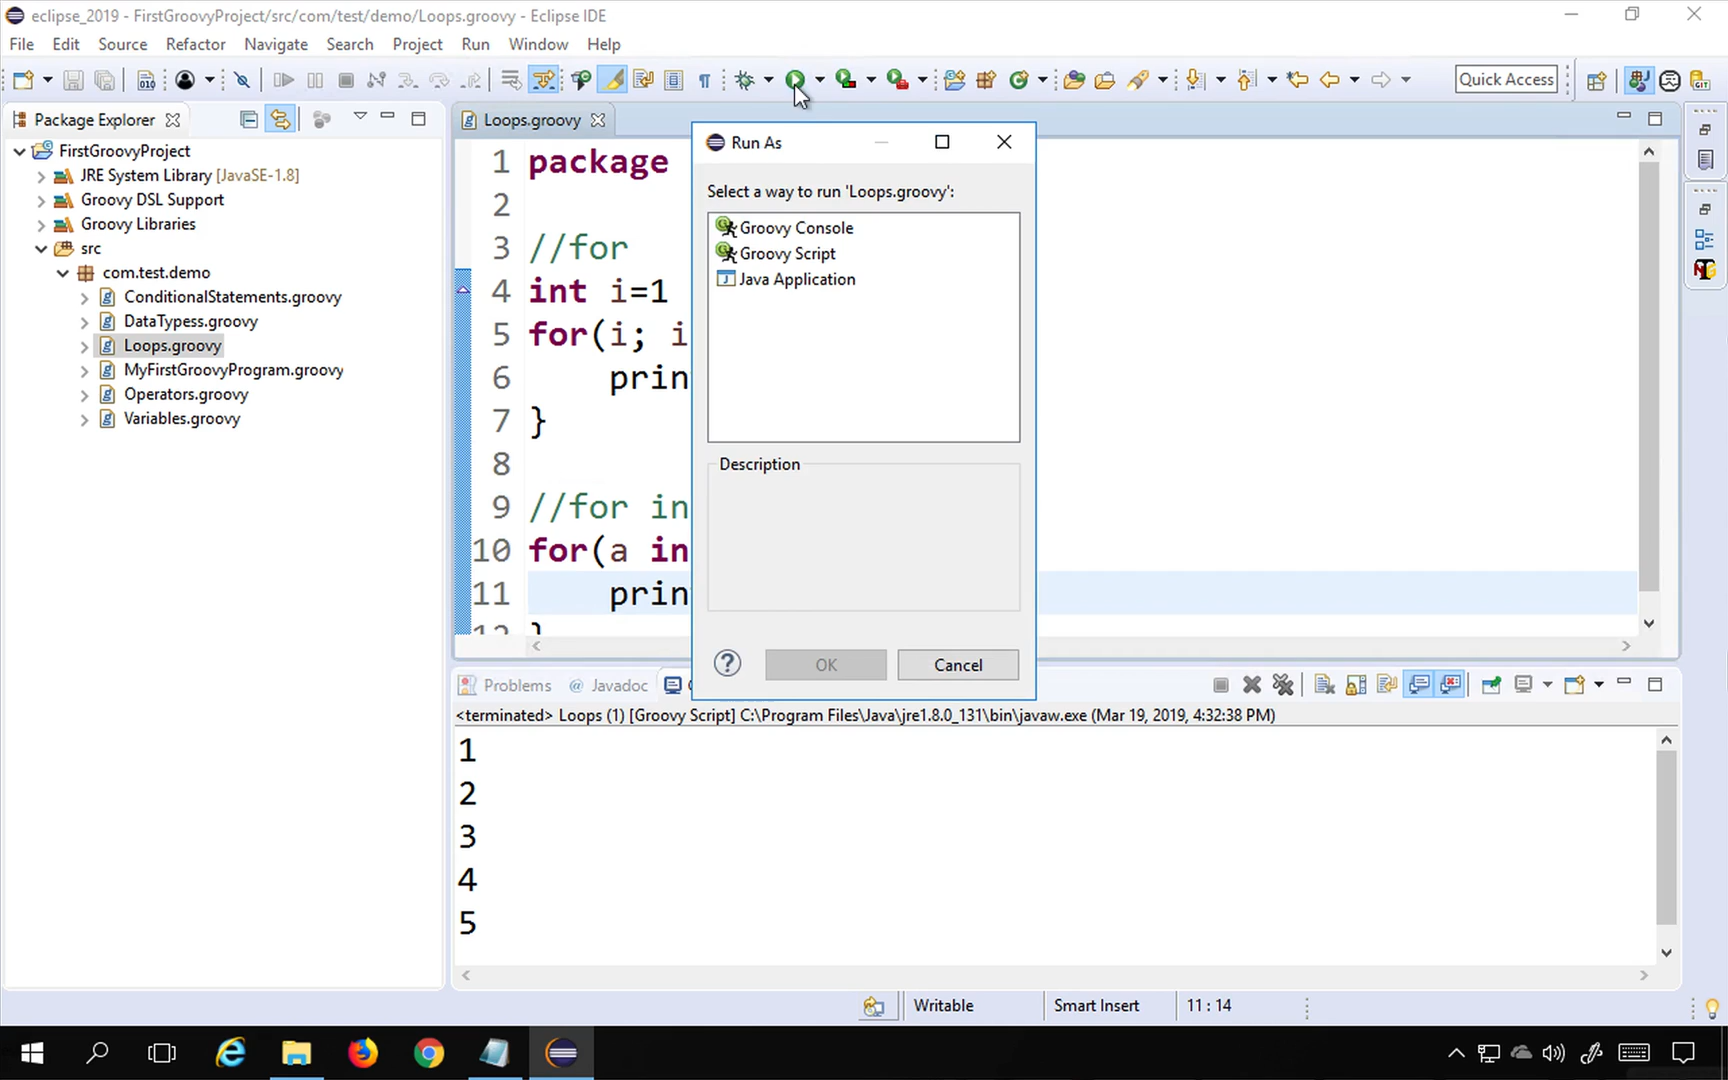 eclipse_2019 - FirstGroovyProject/src/com/test/demo/Loops.groovy - Eclipse IDE
File Edit Source Refactor Navigate Search Project Run Window Help
Quick Access
Package Explorer
FirstGroovyProject
JRE System Library [JavaSE-1.8]
Groovy DSL Support
Groovy Libraries
src
com.test.demo
ConditionalStatements.groovy
DataTypess.groovy
Loops.groovy
MyFirstGroovyProgram.groovy
Operators.groovy
Variables.groovy
Loops.groovy
1 package
2
3 //for
4 int i=1
5 for(i; i
6 prin
7 }
8
9 //for in
10 for(a in
11 prin
12 }
Run As
Select a way to run 'Loops.groovy':
Groovy Console
Groovy Script
Java Application
Description
OK Cancel
Problems @ Javadoc
<terminated> Loops (1) [Groovy Script] C:\Program Files\Java\jre1.8.0_131\bin\javaw.exe (Mar 19, 2019, 4:32:38 PM)
1
2
3
4
5
Writable Smart Insert 11 : 14